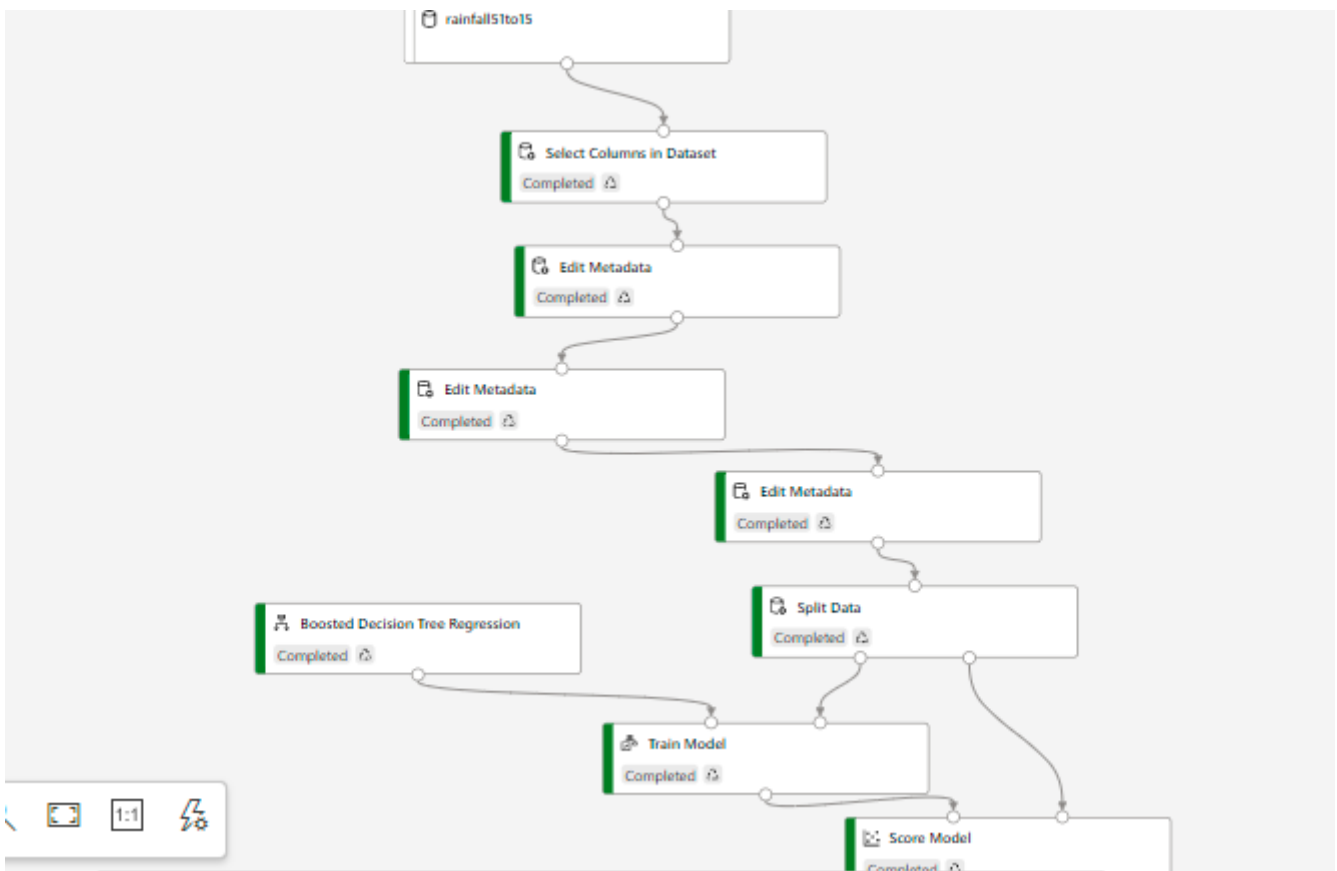 rainfall51to15
Select Columns in Dataset
Completed
Edit Metadata
Completed
Edit Metadata
Completed
Edit Metadata
Completed
Split Data
Completed
Boosted Decision Tree Regression
Completed
Train Model
Completed
1:1
Score Model
Completed